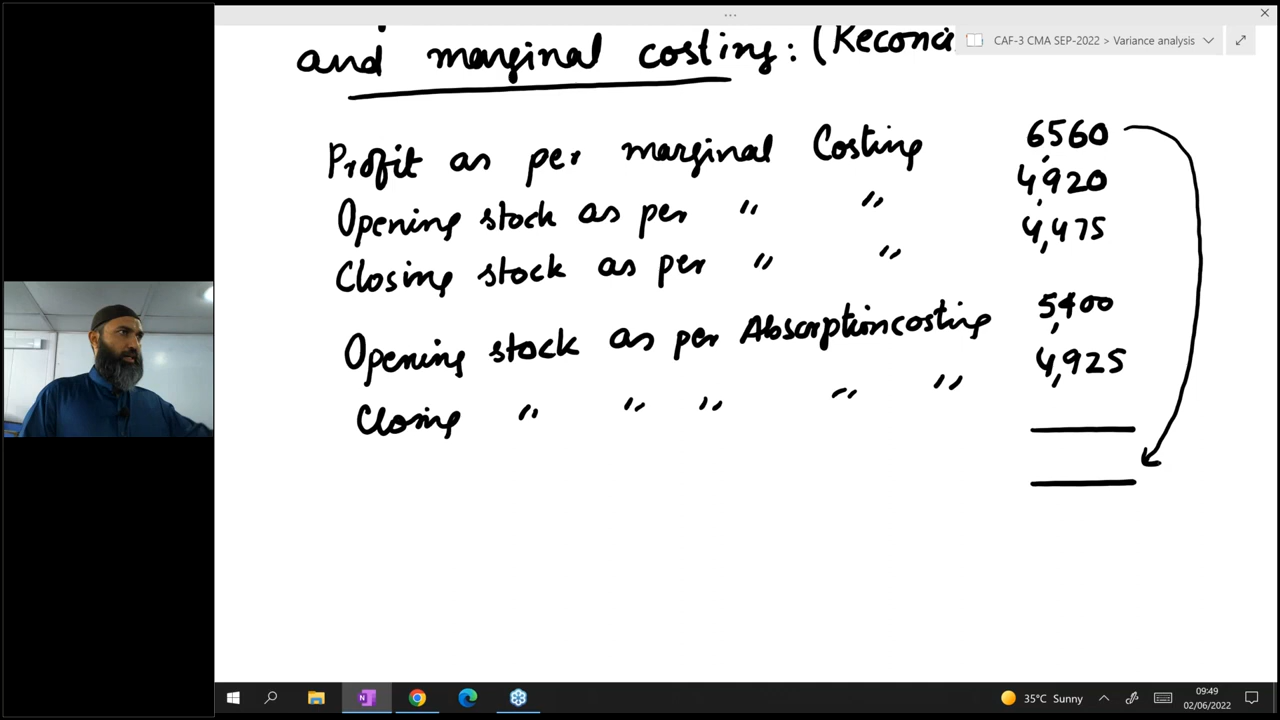 CAF-3 CMA SEP-2022 > Variance analysis
and marginal costing: (Reconci
Profit as per marginal Costing 6,560
Opening stock as per " " 4,920
Closing stock as per " " 4,475
Opening stock as per Absorption costing 5,400
Closing " " " " " 4,925
35°C Sunny
09:49
02/06/2022